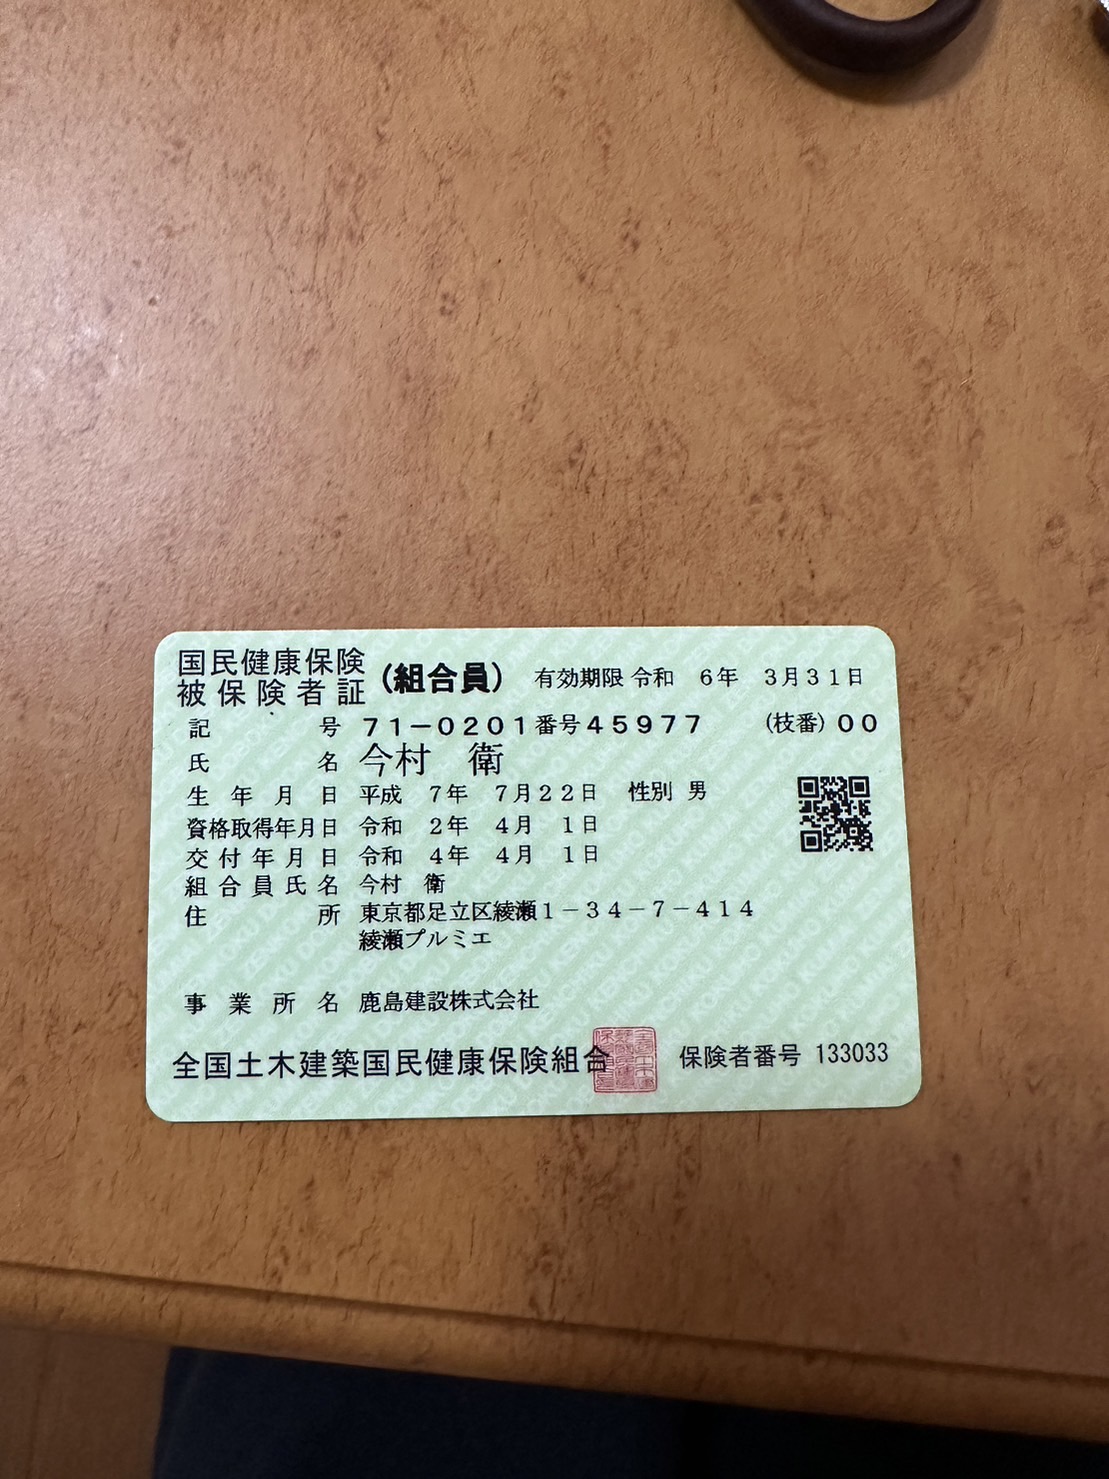 国民健康保険
被保険者証 (組合員) 有効期限 令和 6年 3月31日
記号 71-0201番号45977 (枝番) 00
氏名 今村 衛
生年月日 平成 7年 7月22日 性別 男
資格取得年月日 令和 2年 4月 1日
交付年月日 令和 4年 4月 1日
組合員氏名 今村 衛
住所 東京都足立区綾瀬1-34-7-414
綾瀬プルミエ
事業所名 鹿島建設株式会社
全国土木建築国民健康保険組合 保険者番号 133033